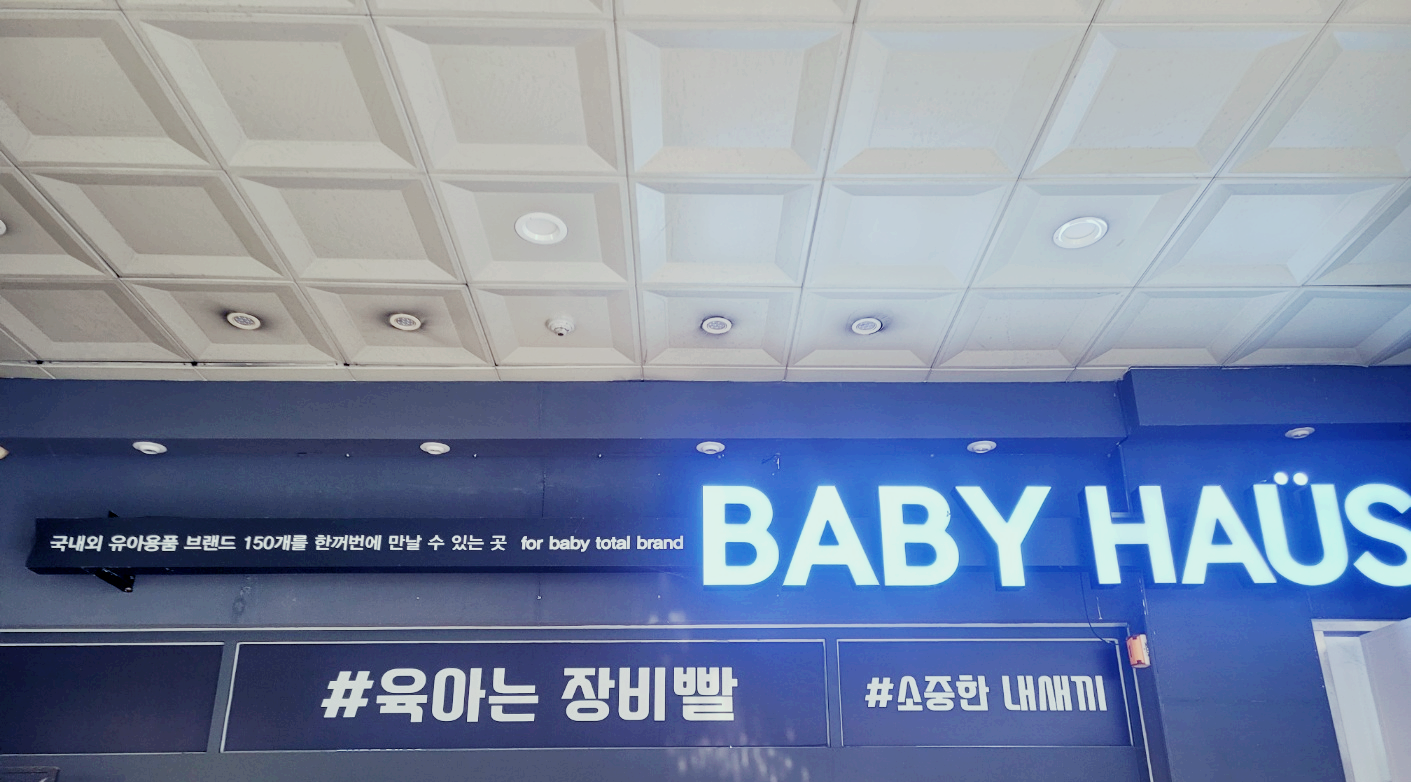 국내외 유아용품 브랜드 150개를 한꺼번에 만날 수 있는 곳 for baby total brand
BABY HAÜS
#육아는 장비빨
#소중한 내새끼